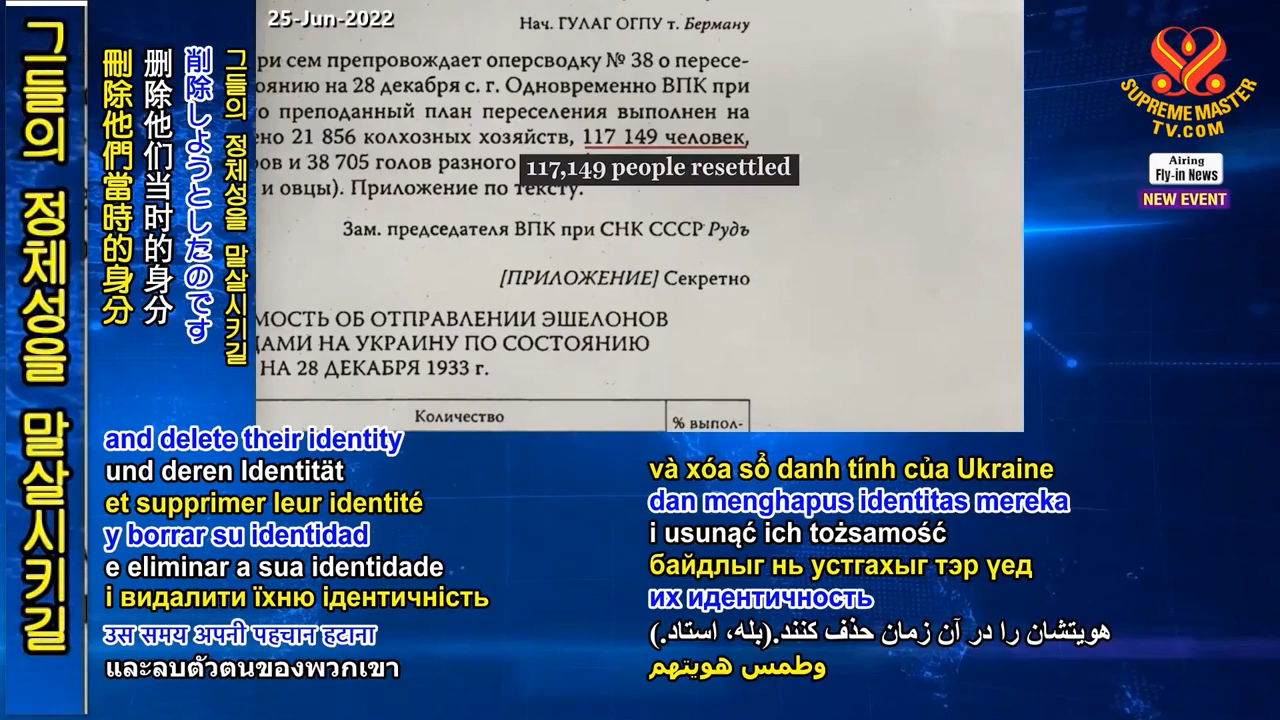 25-Jun-2022
Нач. ГУЛАГ ОГПУ т. Берману
ри сем препровождает оперсводку № 38 о пересе-
оянию на 28 декабря с. г. Одновременно ВПК при
о преподанный план переселения выполнен на
ено 21 856 колхозных хозяйств, 117 149 человек,
ров и 38 705 голов разного
117,149 people resettled
и овцы). Приложение по тексту.
Зам. председателя ВПК при СНК СССР Рудь
[ПРИЛОЖЕНИЕ] Секретно
МОСТЬ ОБ ОТПРАВЛЕНИИ ЭШЕЛОНОВ
ЦАМИ НА УКРАИНУ ПО СОСТОЯНИЮ
НА 28 ДЕКАБРЯ 1933 г.
Количество
% выпол-
SUPREME MASTER
TV.COM
Airing
Fly-in News
NEW EVENT
그들의 정체성을 말살시키길
刪除他們當時的身分
删除他们当时的身分
削除しようとしたのです
그들의 정체성을 말살시키길
and delete their identity
und deren Identität
et supprimer leur identité
y borrar su identidad
e eliminar a sua identidade
і видалити їхню ідентичність
उस समय अपनी पहचान हटाना
และลบตัวตนของพวกเขา
và xóa sổ danh tính của Ukraine
dan menghapus identitas mereka
i usunąć ich tożsamość
байдлыг нь устгахыг тэр үед
их идентичность
هویتشان را در آن زمان حذف کنند.(بله، استاد.)
وطمس هويتهم